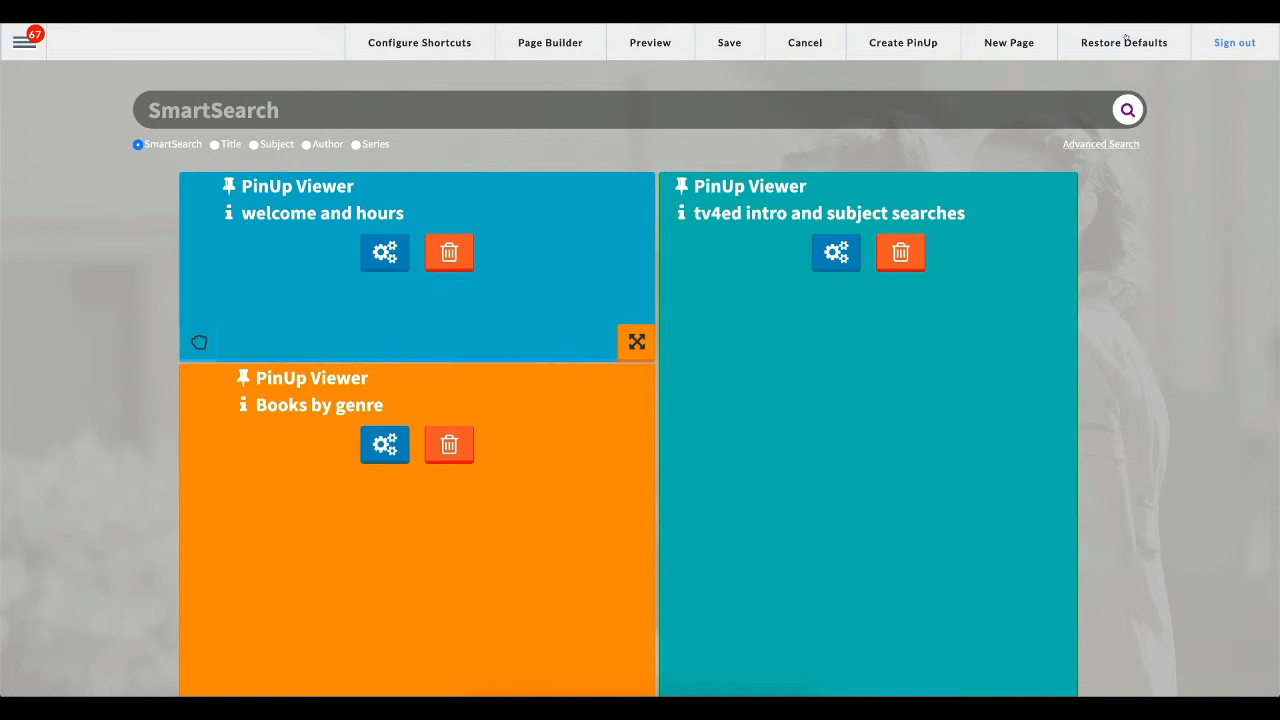 67
Configure Shortcuts
Page Builder
Preview
Save
Cancel
Create PinUp
New Page
Restore Defaults
Sign out
SmartSearch
SmartSearch Title Subject Author Series
Advanced Search
PinUp Viewer
welcome and hours
PinUp Viewer
tv4ed intro and subject searches
PinUp Viewer
Books by genre